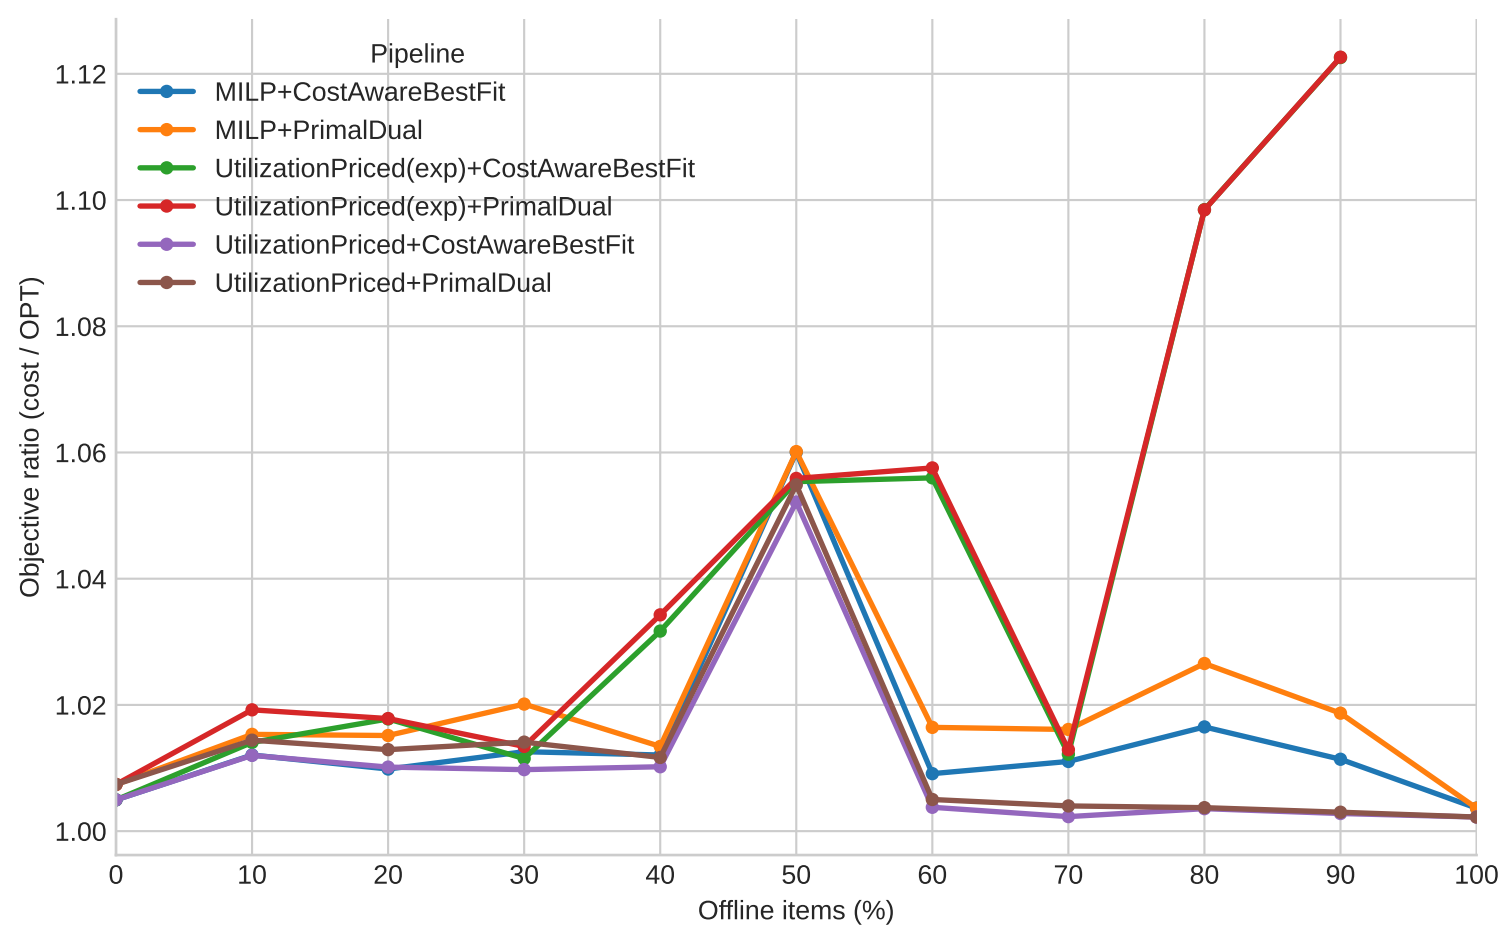 Pipeline
MILP+CostAwareBestFit
MILP+PrimalDual
UtilizationPriced(exp)+CostAwareBestFit
UtilizationPriced(exp)+PrimalDual
UtilizationPriced+CostAwareBestFit
UtilizationPriced+PrimalDual
Objective ratio (cost / OPT)
1.12
1.10
1.08
1.06
1.04
1.02
1.00
0 10 20 30 40 50 60 70 80 90 100
Offline items (%)